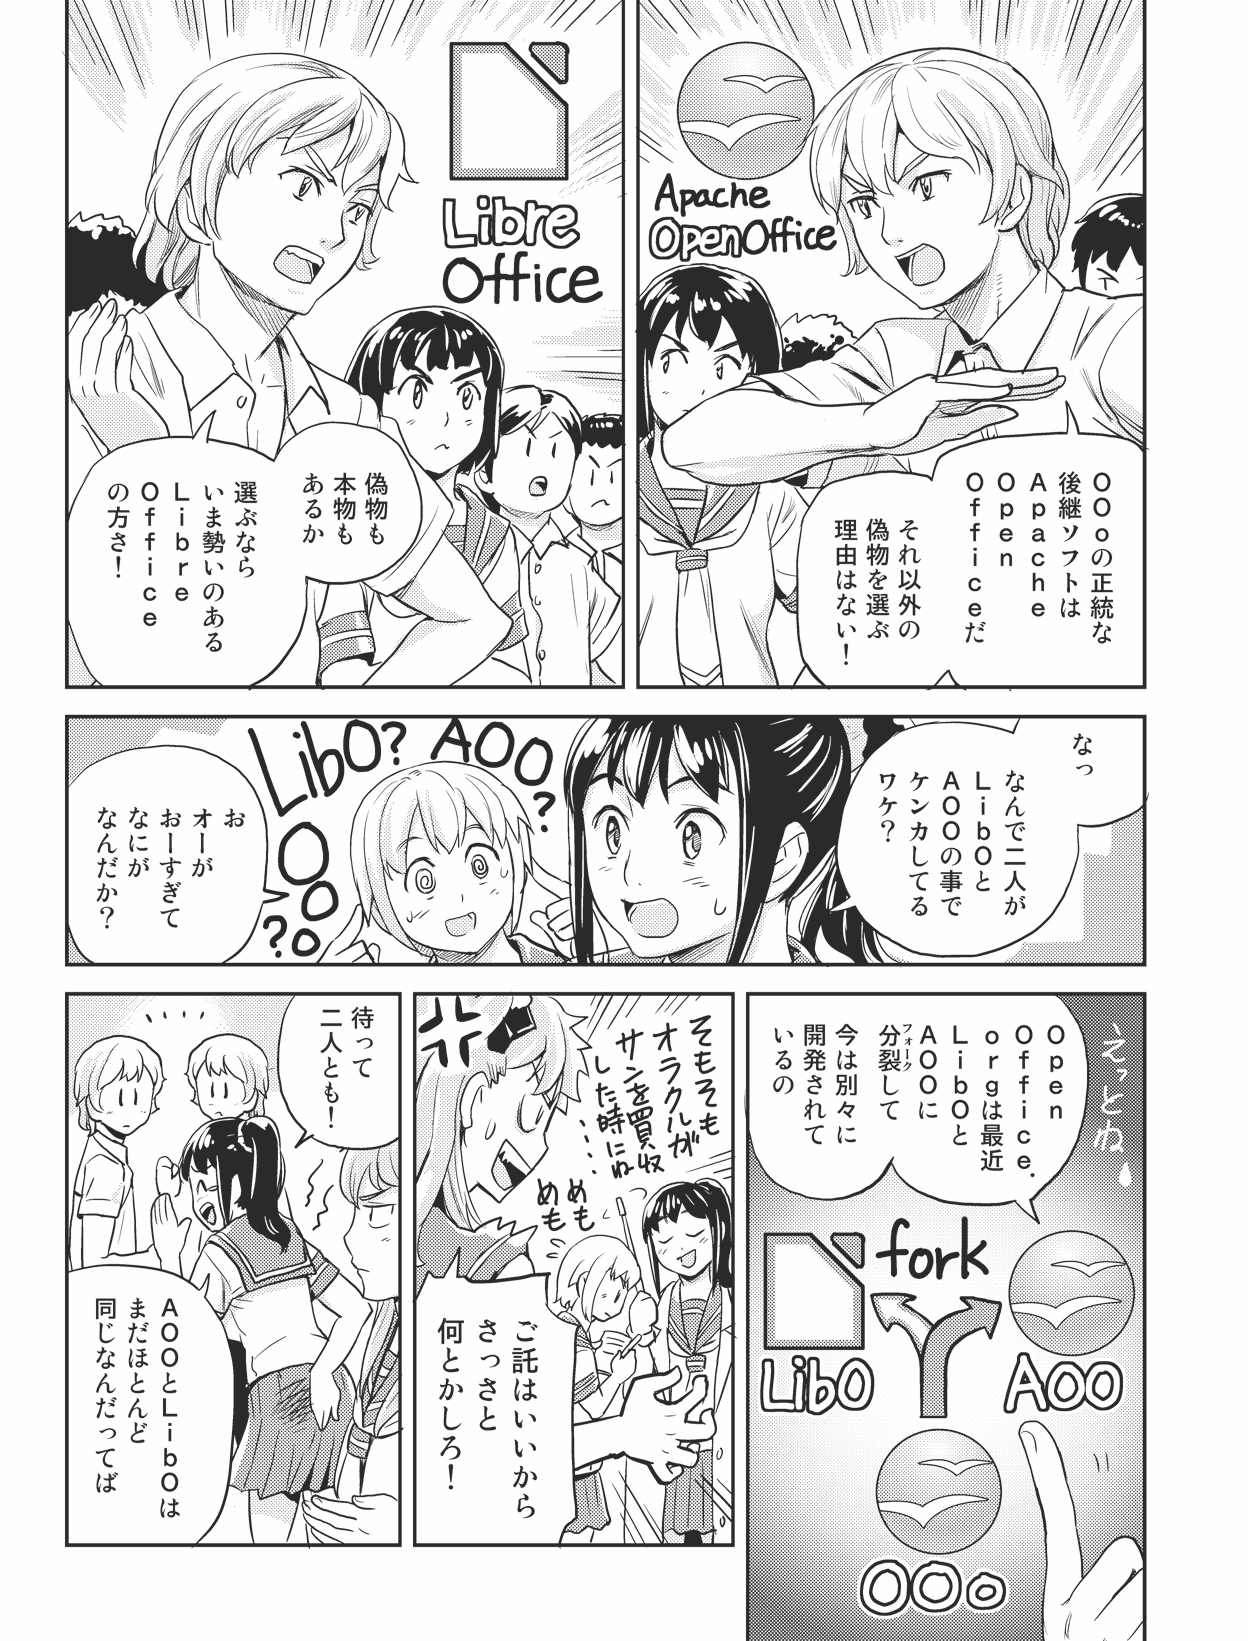 Apache
OpenOffice
OOoの正統な
後継ソフトは
Apache
Open
Officeだ
それ以外の
偽物を選ぶ
理由はない！
Libre
Office
偽物も
本物も
あるか
選ぶなら
いま勢いのある
Libre
Office
の方さ！
なっ
なんで二人が
LibOと
AOOの事で
ケンカしてる
ワケ？
LibO?
AOO
?
OOo
?
お
オーが
おーすぎて
なにが
なんだか？
えっとね
Open
Office.
orgは最近
LibOと
AOOに
フォーク
分裂して
今は別々に
開発されて
いるの
fork
LibO
AOO
OOo
そもそも
オラクルが
サンを買収
した時にね
・・・・
めも
めも
ご託はいいから
さっさと
何とかしろ！
待って
二人とも！
AOOとLibOは
まだほとんど
同じなんだってば